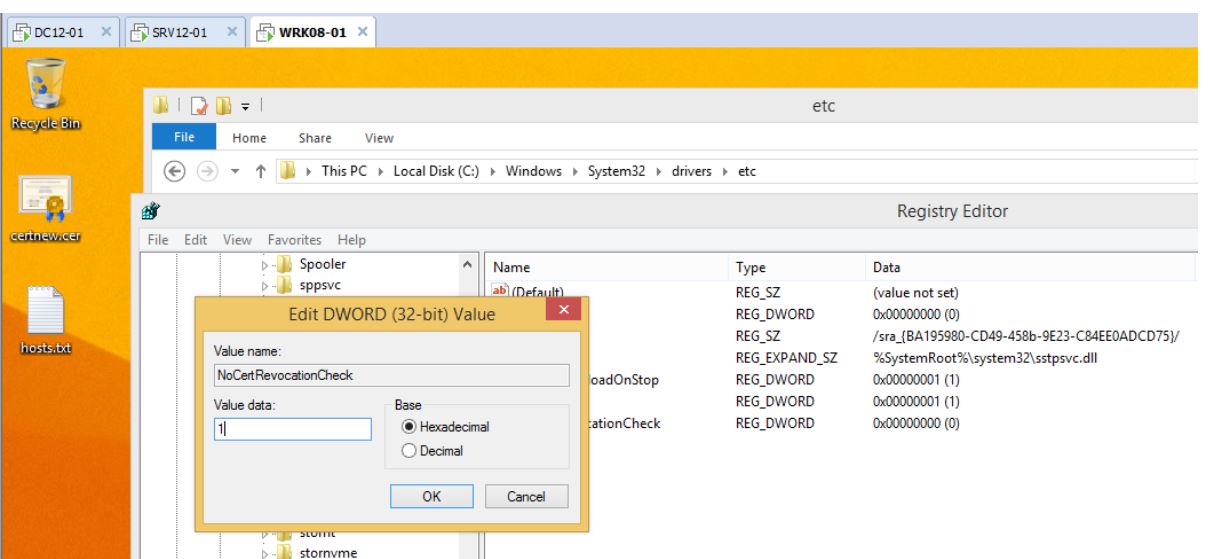 DC12-01 × SRV12-01 × WRK08-01 ×
Recycle Bin
certnew.cer
hosts.txt
etc
File Home Share View
This PC Local Disk (C:) Windows System32 drivers etc
Registry Editor
File Edit View Favorites Help
Spooler
sppsvc
stornvme
Name Type Data
ab (Default) REG_SZ (value not set)
REG_DWORD 0x00000000 (0)
REG_SZ /sra_{BA195980-CD49-458b-9E23-C84EE0ADCD75}/
REG_EXPAND_SZ %SystemRoot%\system32\sstpsvc.dll
loadOnStop REG_DWORD 0x00000001 (1)
REG_DWORD 0x00000001 (1)
cationCheck REG_DWORD 0x00000000 (0)
Edit DWORD (32-bit) Value
Value name:
NoCertRevocationCheck
Value data:
1
Base
Hexadecimal
Decimal
OK Cancel